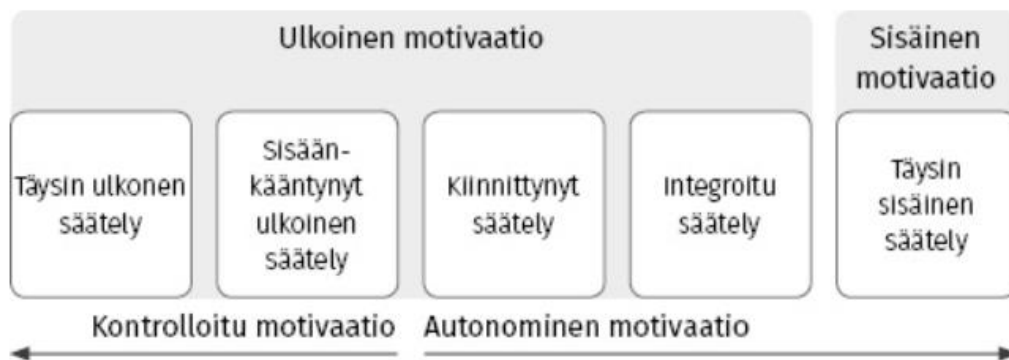 Ulkoinen motivaatio
Sisäinen
motivaatio
Täysin ulkonen
säätely
Sisään-
kääntynyt
ulkoinen
säätely
Kiinnittynyt
säätely
Integroitu
säätely
Täysin
sisäinen
säätely
Kontrolloitu motivaatio
Autonominen motivaatio